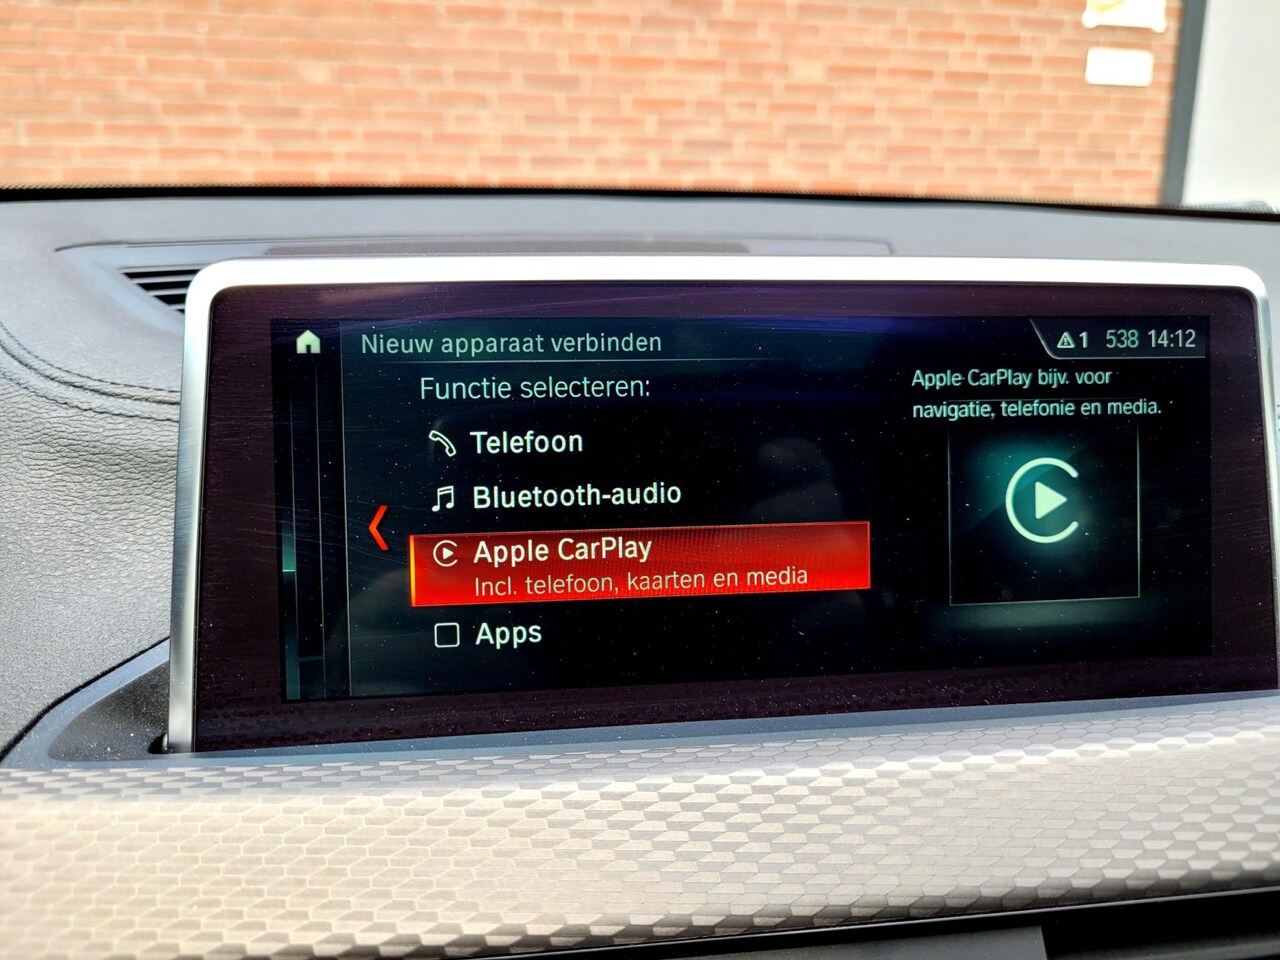 Nieuw apparaat verbinden
1 538 14:12
Functie selecteren:
Telefoon
Bluetooth-audio
Apple CarPlay
Incl. telefoon, kaarten en media
Apps
Apple CarPlay bijv. voor
navigatie, telefonie en media.